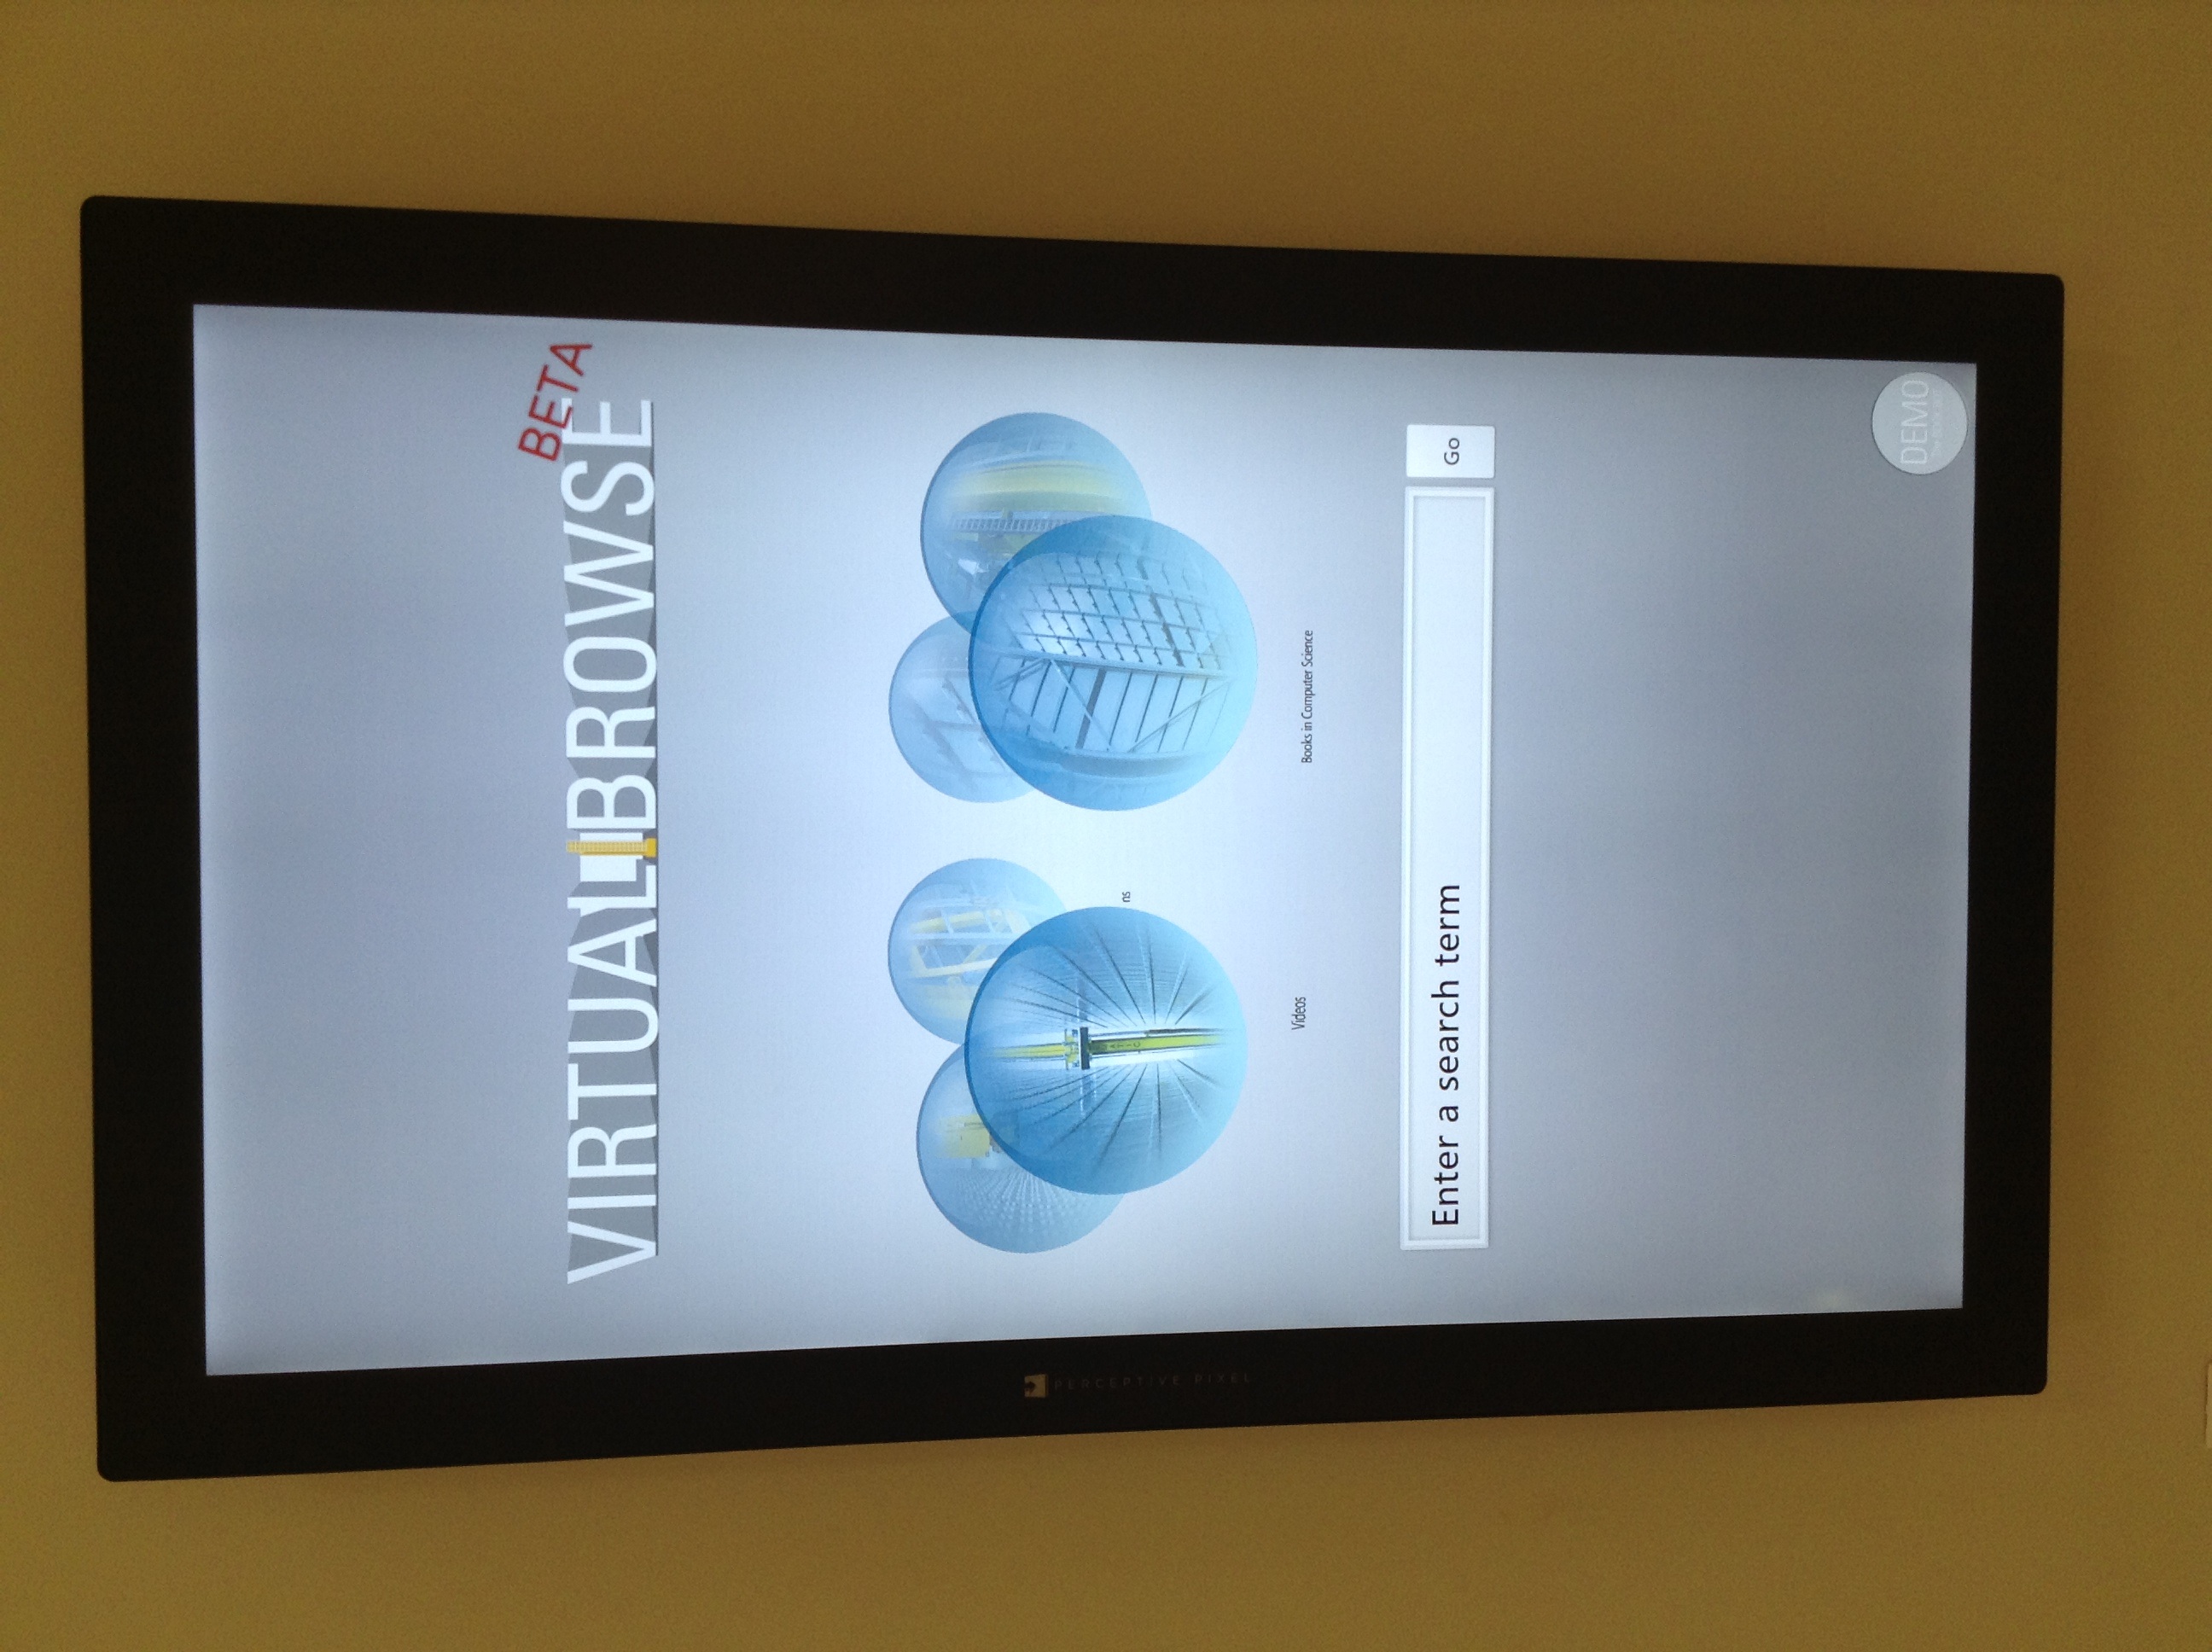 BETA
VIRTUAL BROWSE
ns
Videos
Books in Computer Science
Enter a search term
Go
PERCEPTIVE PIXEL
DEMO
The BOOK BOT